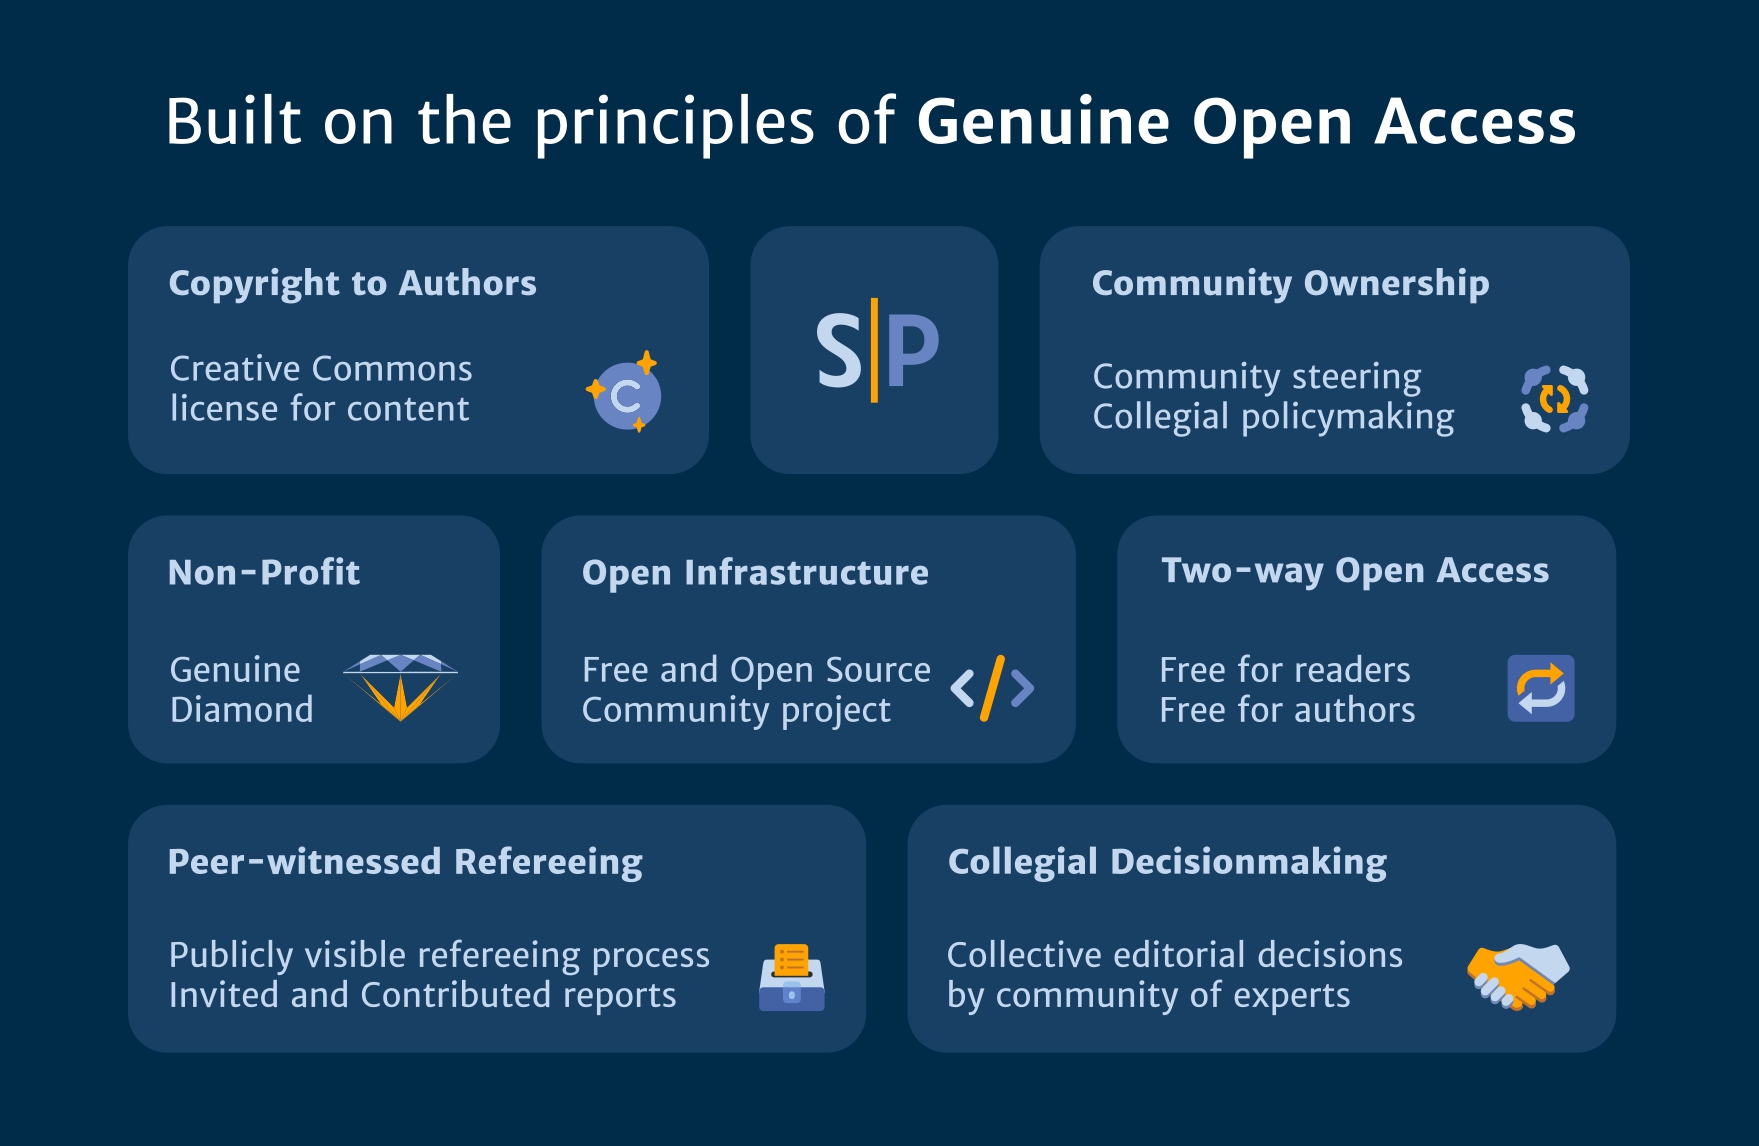 Built on the principles of Genuine Open Access
Copyright to Authors
Creative Commons
license for content
S|P
Community Ownership
Community steering
Collegial policymaking
Non-Profit
Genuine
Diamond
Open Infrastructure
Free and Open Source
Community project
Two-way Open Access
Free for readers
Free for authors
Peer-witnessed Refereeing
Publicly visible refereeing process
Invited and Contributed reports
Collegial Decisionmaking
Collective editorial decisions
by community of experts